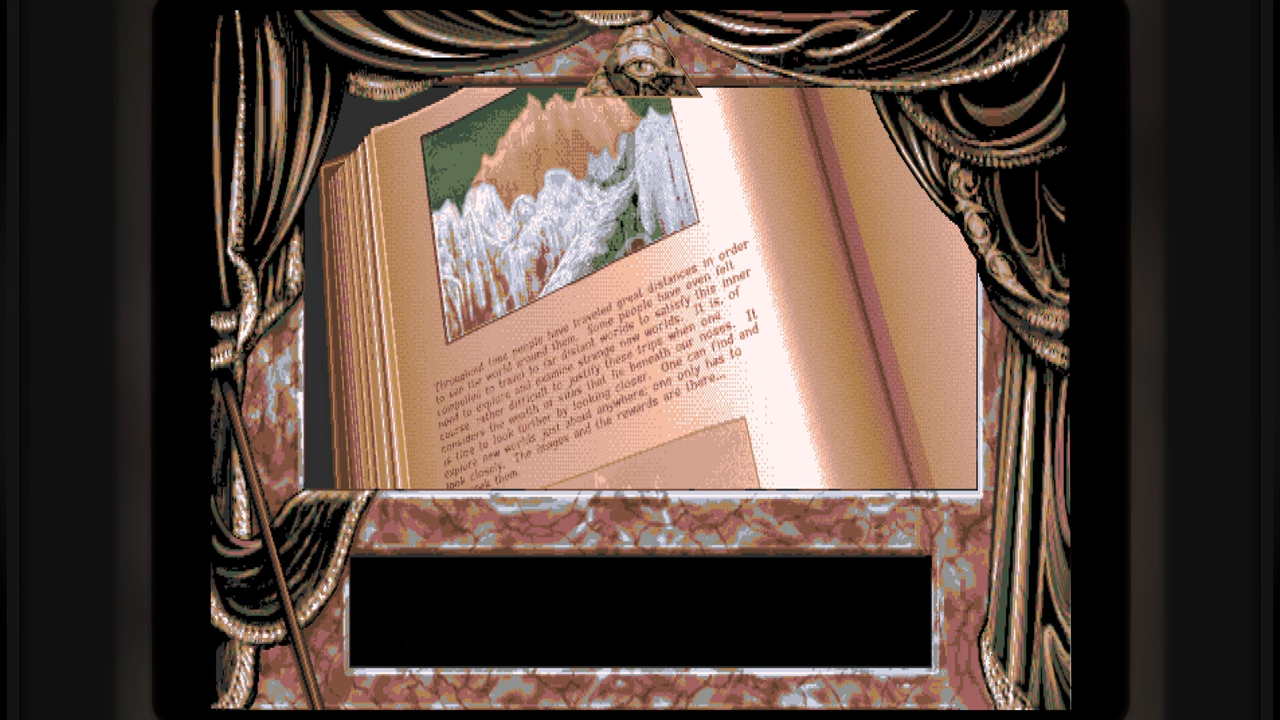 Throughout time people have traveled great distances in order
to see the world around them. Some people have even felt
compelled to travel to far distant worlds to satisfy this inner
need to explore and examine strange new worlds. It is, of
course, rather difficult to justify these trips when one
considers the wealth of sites that lie beneath our noses. It
is time to look further by looking closer. One can find and
explore new worlds just about anywhere; one only has to
look closely. The images and the rewards are there...
seek them.